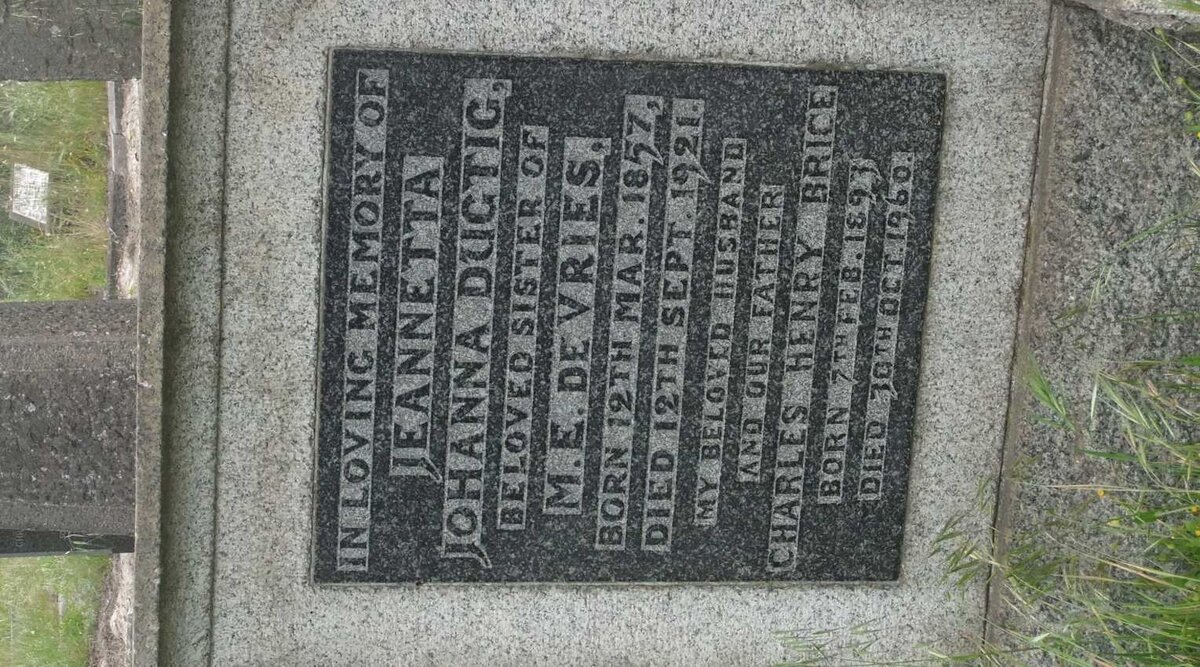 IN LOVING MEMORY OF
JEANNETTA
JOHANNA DUCTIG,
BELOVED SISTER OF
M. E. DE VRIES.
BORN 12TH MAR. 1857,
DIED 12TH SEPT. 1921.
MY BELOVED HUSBAND
AND OUR FATHER
CHARLES HENRY BRICE
BORN 7TH FEB. 1893
DIED 30TH OCT. 1960.